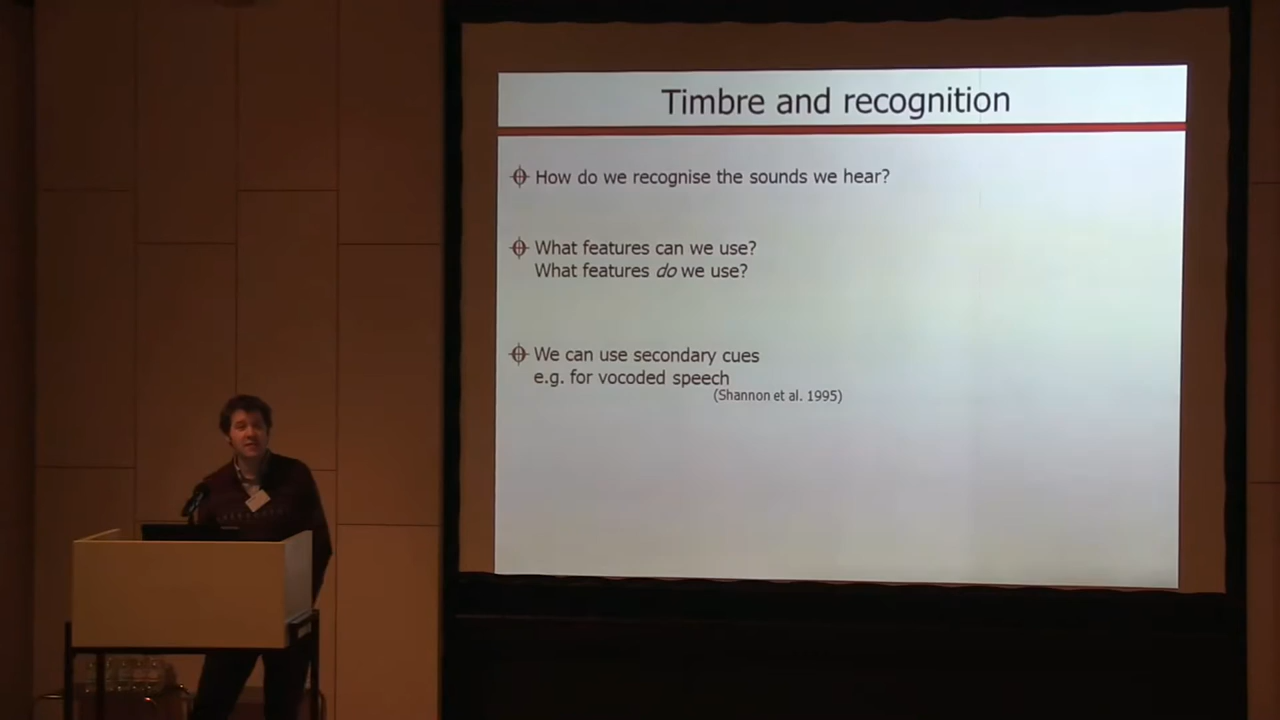 Timbre and recognition
How do we recognise the sounds we hear?
What features can we use?
What features do we use?
We can use secondary cues
e.g. for vocoded speech
(Shannon et al. 1995)